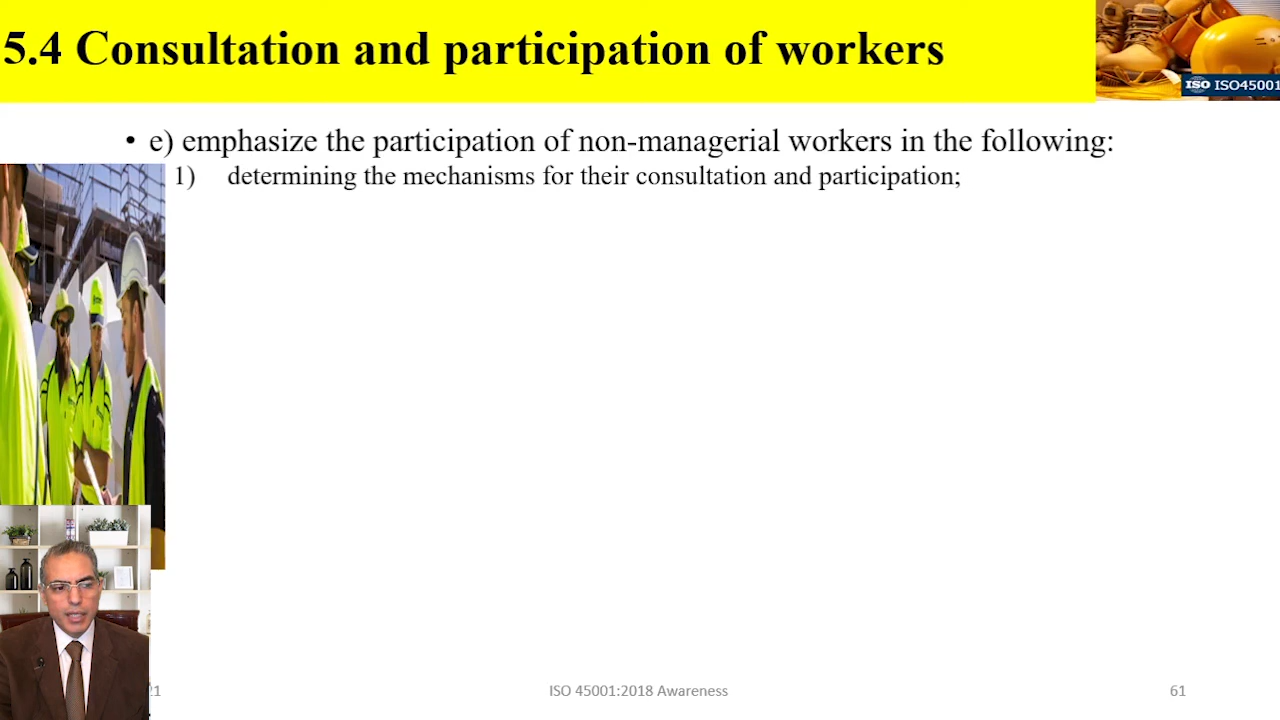 5.4 Consultation and participation of workers
ISO ISO45001
• e) emphasize the participation of non-managerial workers in the following:
1) determining the mechanisms for their consultation and participation;
21
ISO 45001:2018 Awareness
61